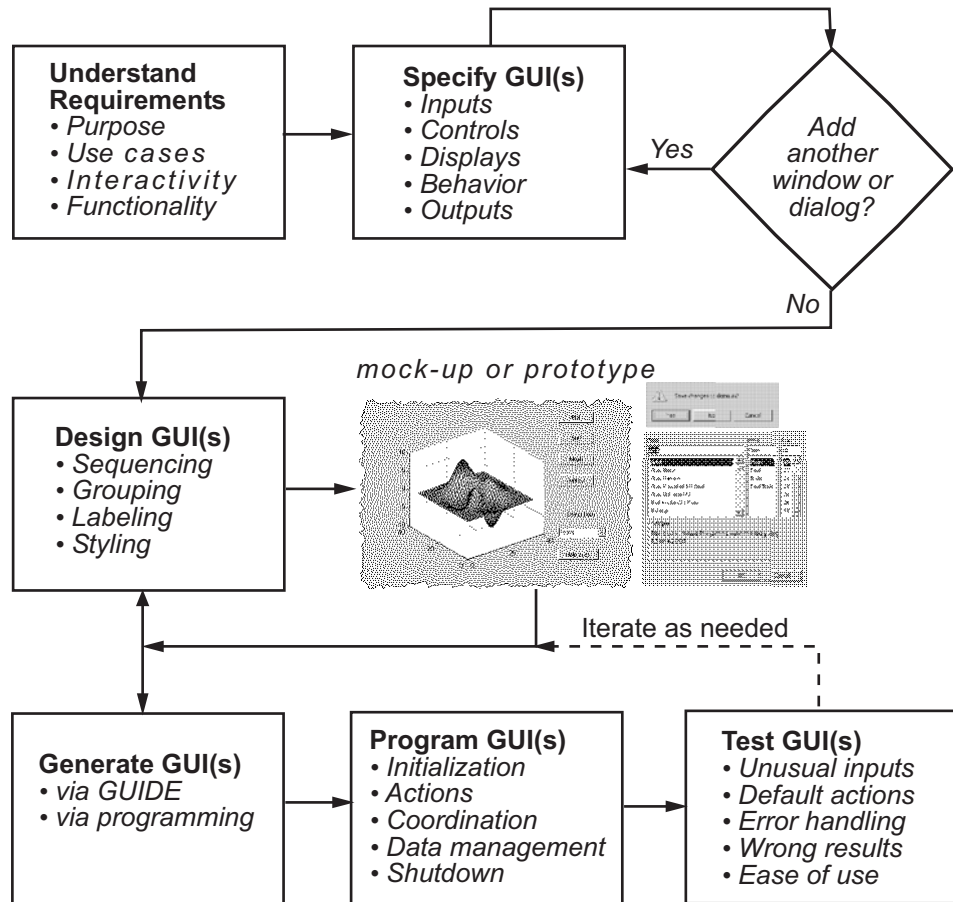 Understand
Requirements
• Purpose
• Use cases
• Interactivity
• Functionality
Specify GUI(s)
• Inputs
• Controls
• Displays
• Behavior
• Outputs
Add
another
window or
dialog?
Yes
No
mock-up or prototype
Design GUI(s)
• Sequencing
• Grouping
• Labeling
• Styling
Yes
No
Cancel
Iterate as needed
Generate GUI(s)
• via GUIDE
• via programming
Program GUI(s)
• Initialization
• Actions
• Coordination
• Data management
• Shutdown
Test GUI(s)
• Unusual inputs
• Default actions
• Error handling
• Wrong results
• Ease of use